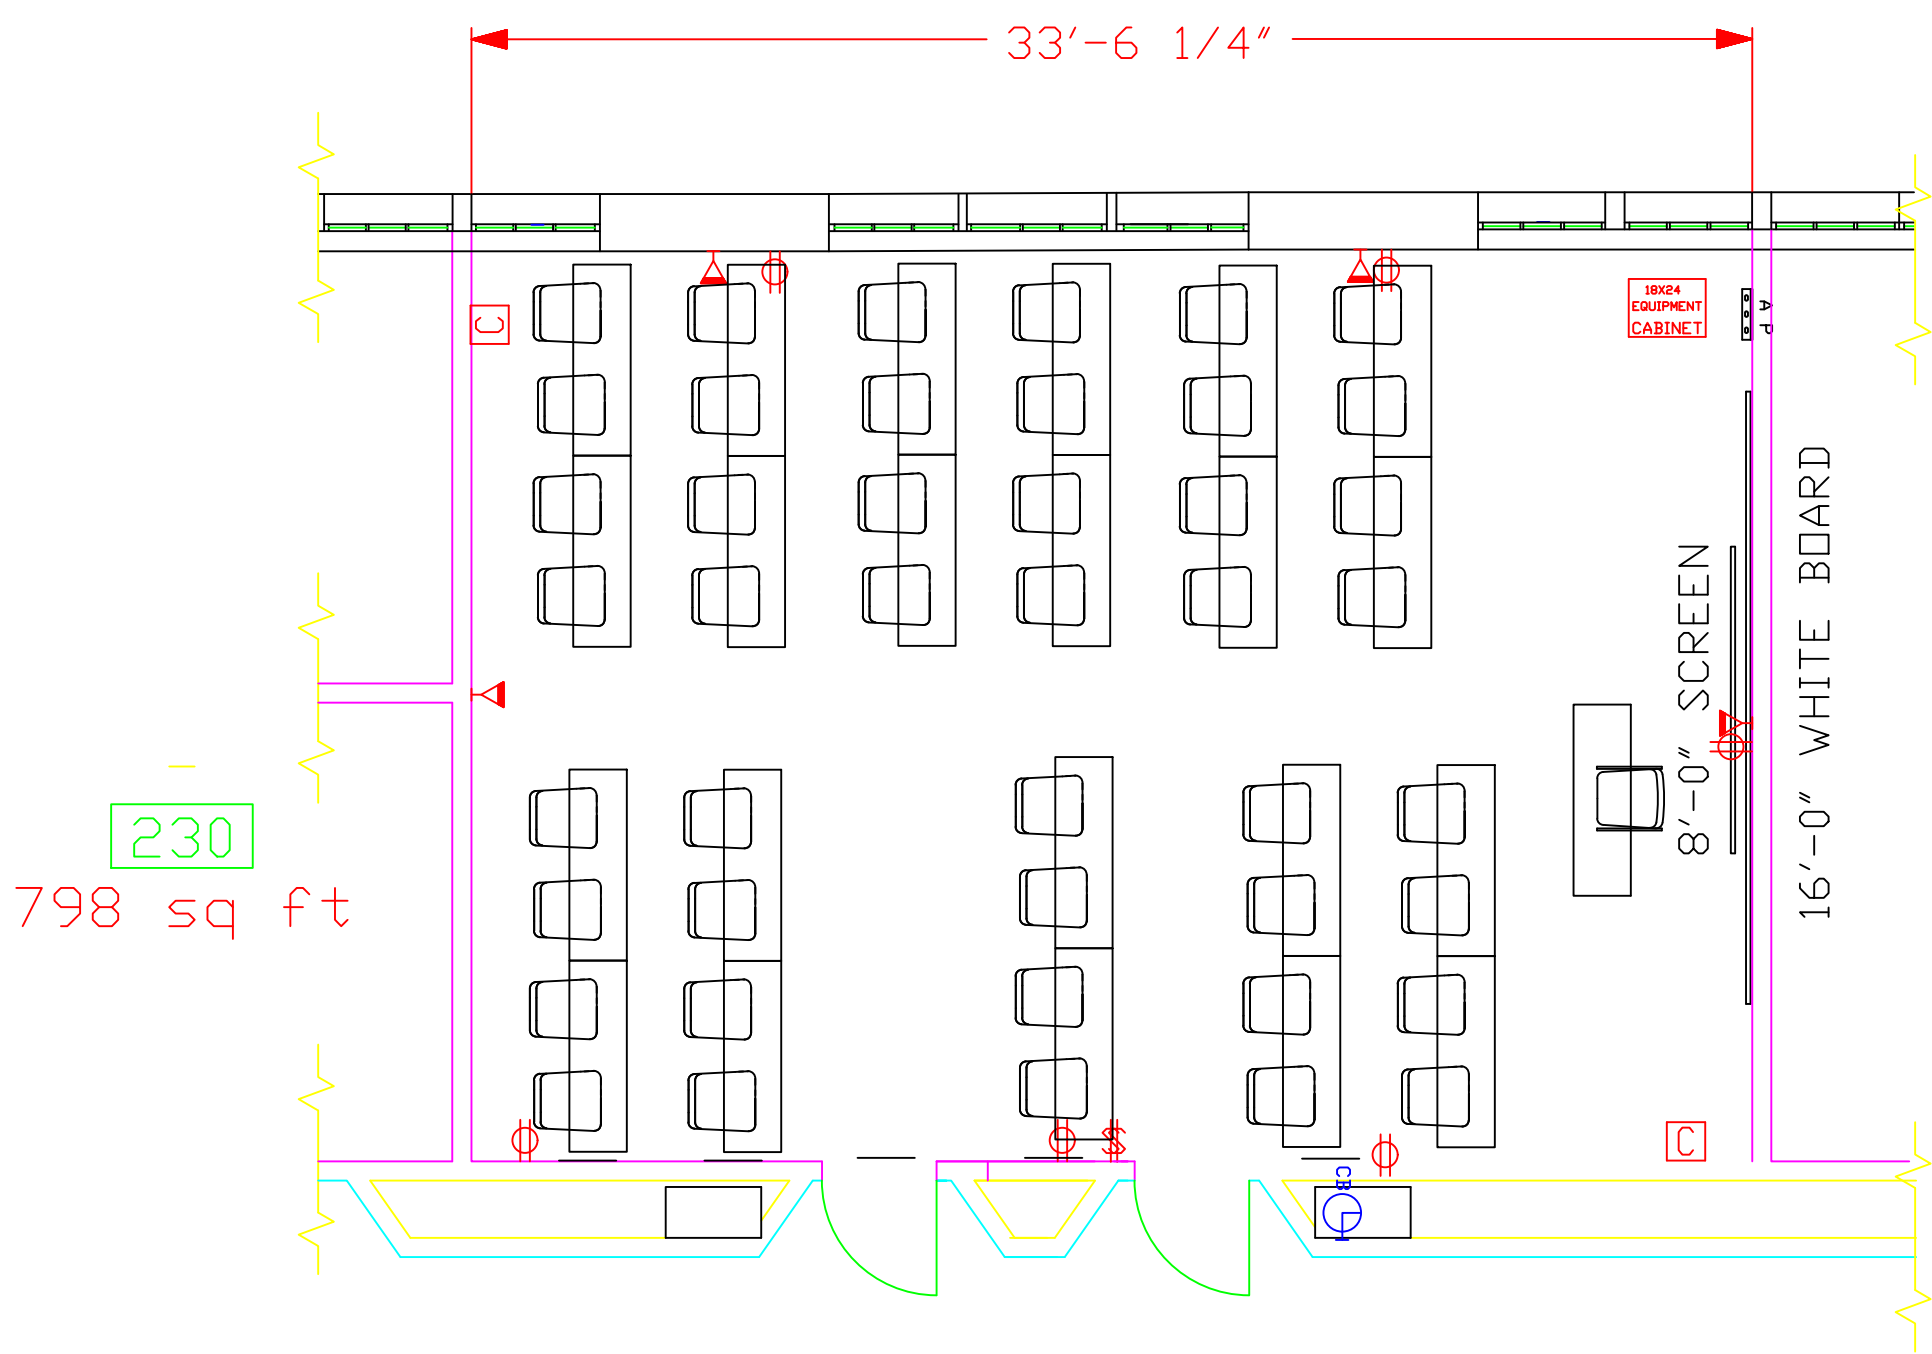 33'-6 1/4"
C
18X24
EQUIPMENT
CABINET
A P
8'-0" SCREEN
16'-0" WHITE BOARD
230
798 sq ft
$
C
CB